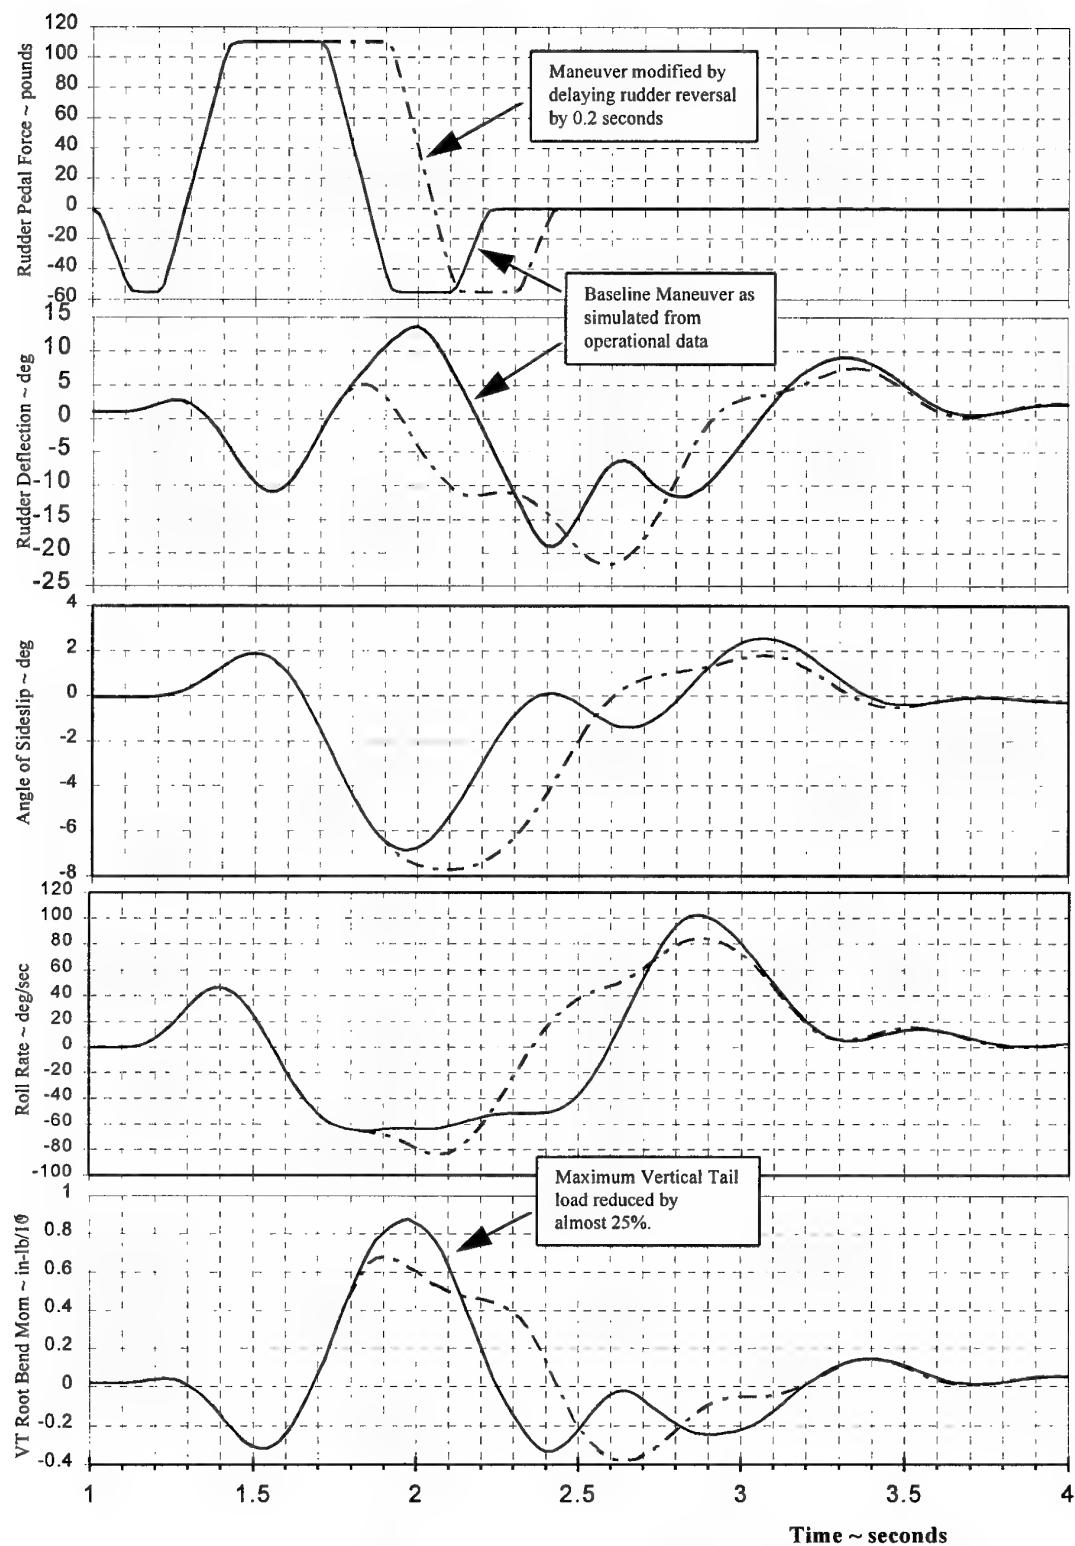 Rudder Pedal Force ~ pounds
120
100
80
60
40
20
0
-20
-40
-60
Maneuver modified by
delaying rudder reversal
by 0.2 seconds
Baseline Maneuver as
simulated from
operational data
Rudder Deflection ~ deg
15
10
5
0
-5
-10
-15
-20
-25
Angle of Sideslip ~ deg
4
2
0
-2
-4
-6
-8
Roll Rate ~ deg/sec
120
100
80
60
40
20
0
-20
-40
-60
-80
-100
Maximum Vertical Tail
load reduced by
almost 25%.
VT Root Bend Mom ~ in-lb/10
1
0.8
0.6
0.4
0.2
0
-0.2
-0.4
1 1.5 2 2.5 3 3.5 4
Time ~ seconds